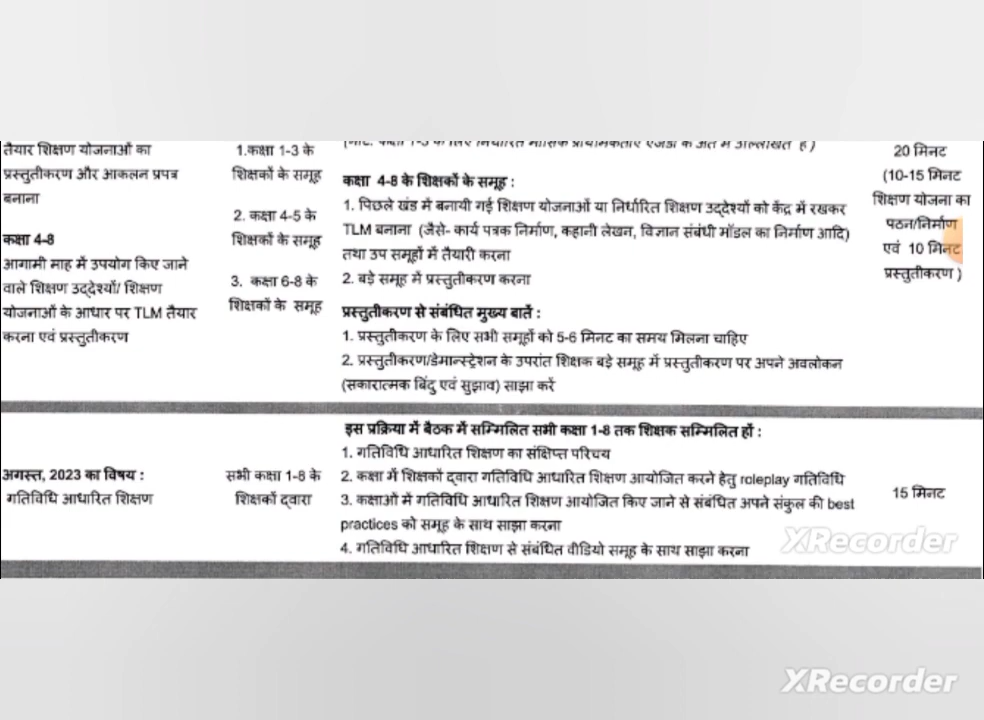 तैयार शिक्षण योजनाओं का
प्रस्तुतीकरण और आकलन प्रपत्र
बनाना
कक्षा 4-8
आगामी माह में उपयोग किए जाने
वाले शिक्षण उद्देश्यों/ शिक्षण
योजनाओं के आधार पर TLM तैयार
करना एवं प्रस्तुतीकरण
1.कक्षा 1-3 के
शिक्षकों के समूह
2. कक्षा 4-5 के
शिक्षकों के समूह
3. कक्षा 6-8 के
शिक्षकों के समूह
(नोट: कक्षा 1-3 के लिए निर्धारित मासिक प्राथमिकताएं एजेंडा के अंत में उल्लिखित है )
कक्षा 4-8 के शिक्षकों के समूह :
1. पिछले खंड में बनायी गई शिक्षण योजनाओं या निर्धारित शिक्षण उद्देश्यों को केंद्र में रखकर
TLM बनाना (जैसे- कार्य पत्रक निर्माण, कहानी लेखन, विज्ञान संबंधी मॉडल का निर्माण आदि)
तथा उप समूहों में तैयारी करना
2. बड़े समूह में प्रस्तुतीकरण करना
प्रस्तुतीकरण से संबंधित मुख्य बातें :
1. प्रस्तुतीकरण के लिए सभी समूहों को 5-6 मिनट का समय मिलना चाहिए
2. प्रस्तुतीकरण/डेमान्स्ट्रेशन के उपरांत शिक्षक बड़े समूह में प्रस्तुतीकरण पर अपने अवलोकन
(सकारात्मक बिंदु एवं सुझाव) साझा करें
20 मिनट
(10-15 मिनट
शिक्षण योजना का
पठन/निर्माण
एवं 10 मिनट
प्रस्तुतीकरण )
अगस्त, 2023 का विषय :
गतिविधि आधारित शिक्षण
सभी कक्षा 1-8 के
शिक्षकों द्वारा
इस प्रक्रिया में बैठक में सम्मिलित सभी कक्षा 1-8 तक शिक्षक सम्मिलित हों :
1. गतिविधि आधारित शिक्षण का संक्षिप्त परिचय
2. कक्षा में शिक्षकों द्वारा गतिविधि आधारित शिक्षण आयोजित करने हेतु roleplay गतिविधि
3. कक्षाओं में गतिविधि आधारित शिक्षण आयोजित किए जाने से संबंधित अपने संकुल की best
practices को समूह के साथ साझा करना
4. गतिविधि आधारित शिक्षण से संबंधित वीडियो समूह के साथ साझा करना
15 मिनट
XRecorder
XRecorder